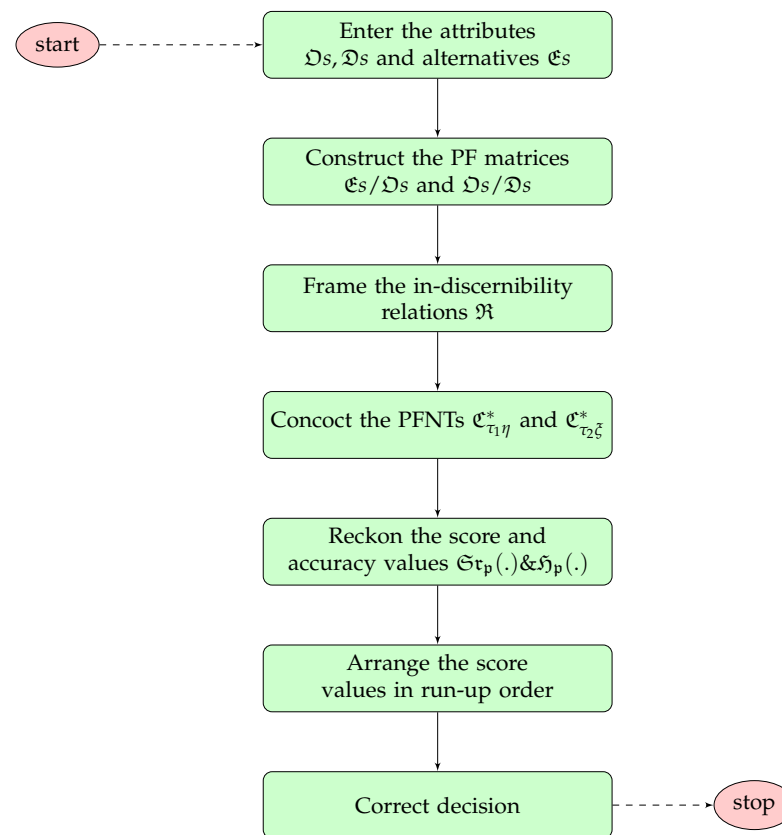 start
Enter the attributes
𝔒s, 𝔇s and alternatives 𝔈s
Construct the PF matrices
𝔈s/𝔒s and 𝔒s/𝔇s
Frame the in-discernibility
relations ℜ
Concoct the PFNTs ℭ*τ₁η and ℭ*τ₂ξ
Reckon the score and
accuracy values 𝔖𝔯𝔭(.)&ℌ𝔭(.)
Arrange the score
values in run-up order
Correct decision
stop